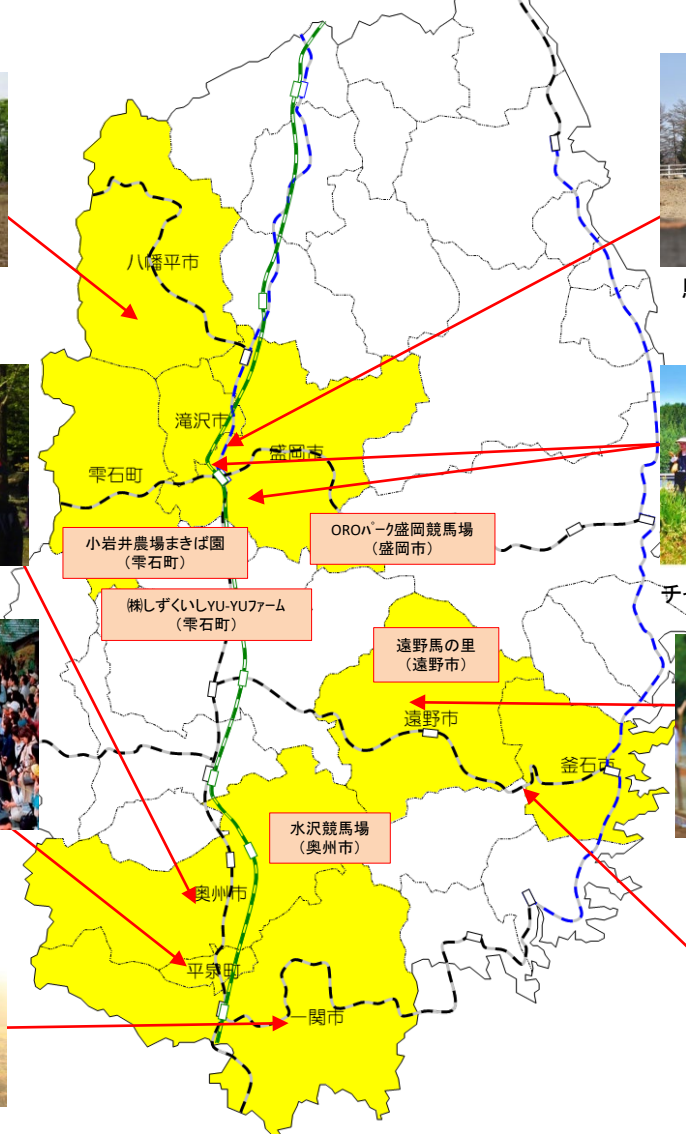 八幡平市
滝沢市
盛岡市
雫石町
小岩井農場まきば園
（雫石町）
OROパーク盛岡競馬場
（盛岡市）
㈱しずくいしYU-YUファーム
（雫石町）
チャ
遠野馬の里
（遠野市）
遠野市
釜石市
水沢競馬場
（奥州市）
奥州市
平泉町
一関市